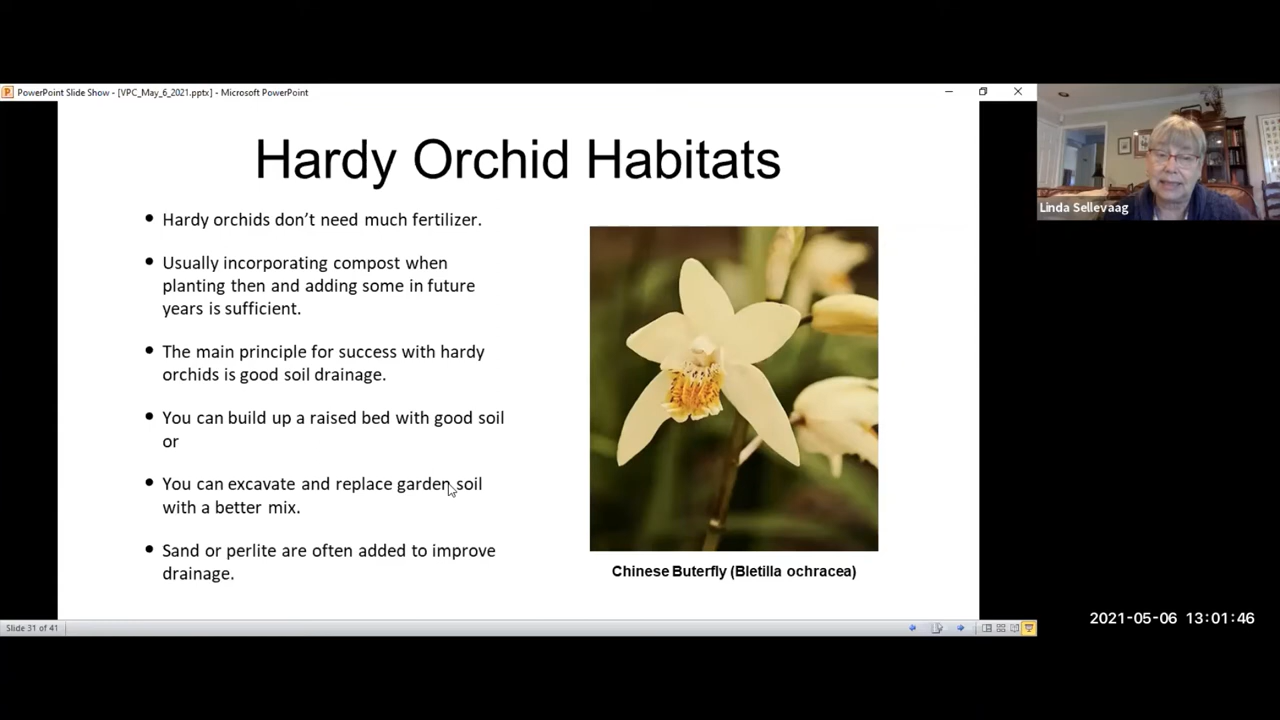 PowerPoint Slide Show - [VPC_May_6_2021.pptx] - Microsoft PowerPoint
Hardy Orchid Habitats
• Hardy orchids don't need much fertilizer.
• Usually incorporating compost when
planting then and adding some in future
years is sufficient.
• The main principle for success with hardy
orchids is good soil drainage.
• You can build up a raised bed with good soil
or
• You can excavate and replace garden soil
with a better mix.
• Sand or perlite are often added to improve
drainage.
Chinese Buterfly (Bletilla ochracea)
Linda Sellevaag
Slide 31 of 41
2021-05-06 13:01:46